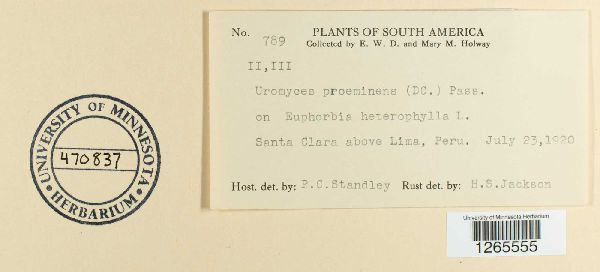 No. 789
PLANTS OF SOUTH AMERICA
Collected by E. W. D. and Mary M. Holway
II,III
Uromyces proeminens (DC.) Pass.
on Euphorbia heterophylla L.
Santa Clara above Lima, Peru. July 23,1920
Host. det. by: P.C.Standley Rust det. by: H.S.Jackson
UNIVERSITY OF MINNESOTA
470837
HERBARIUM
University of Minnesota Herbarium
1265555